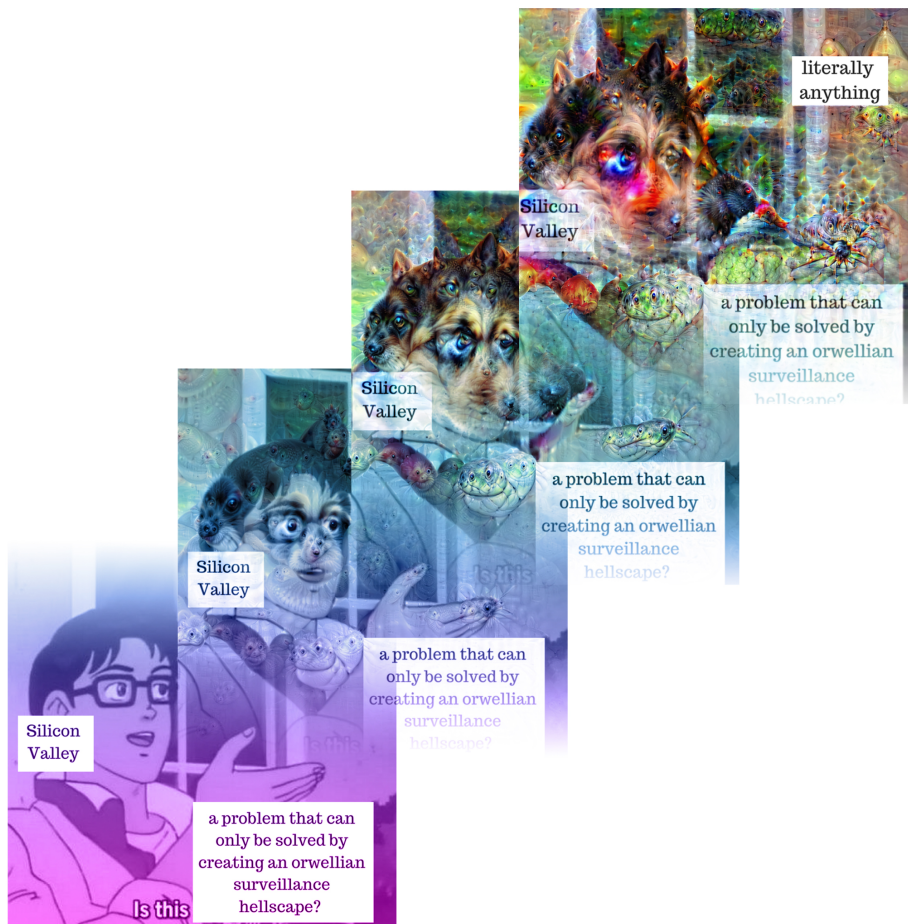 literally
anything
Silicon
Valley
a problem that can
only be solved by
creating an orwellian
surveillance
hellscape?
Silicon
Valley
a problem that can
only be solved by
creating an orwellian
surveillance
hellscape?
Is this
Silicon
Valley
a problem that can
only be solved by
creating an orwellian
surveillance
hellscape?
Is this
Silicon
Valley
a problem that can
only be solved by
creating an orwellian
surveillance
hellscape?
Is this